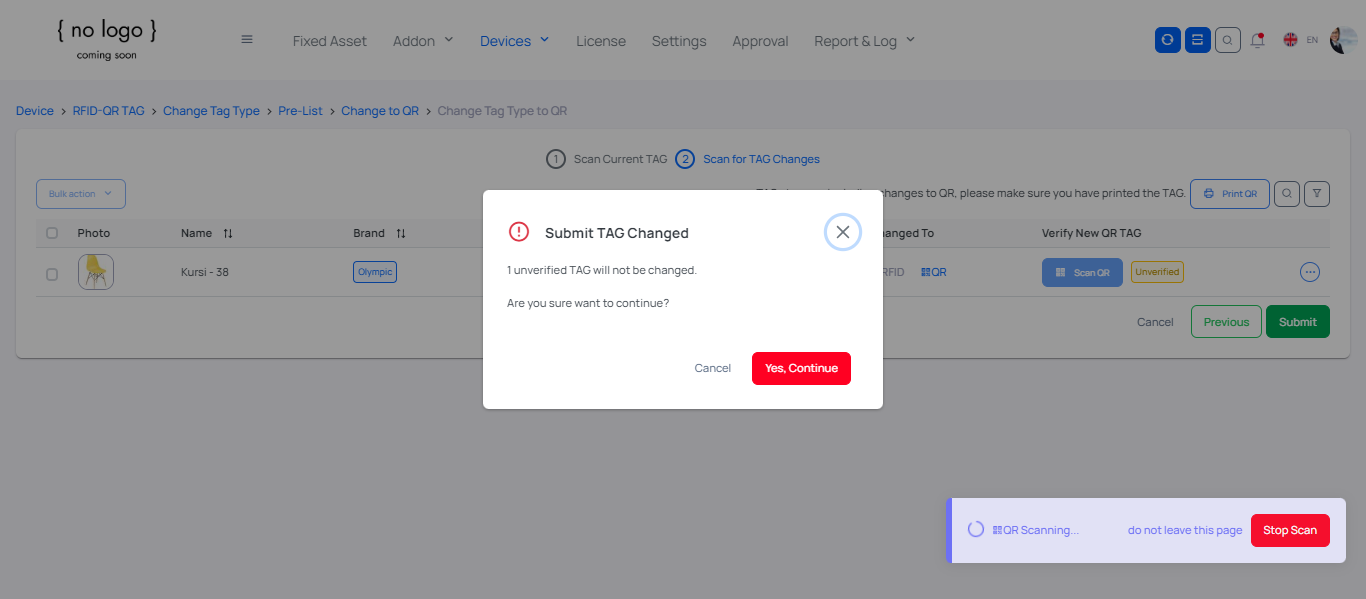 { no logo }
coming soon
Fixed Asset Addon Devices License Settings Approval Report & Log EN
Device > RFID-QR TAG > Change Tag Type > Pre-List > Change to QR > Change Tag Type to QR
1 Scan Current TAG 2 Scan for TAG Changes
Bulk action
changes to QR, please make sure you have printed the TAG. Print QR
Photo Name Brand To Verify New QR TAG
Kursi - 38 Olympic RFID QR Scan QR Unverified
Cancel Previous Submit
Submit TAG Changed
1 unverified TAG will not be changed.
Are you sure want to continue?
Cancel Yes, Continue
QR Scanning... do not leave this page Stop Scan